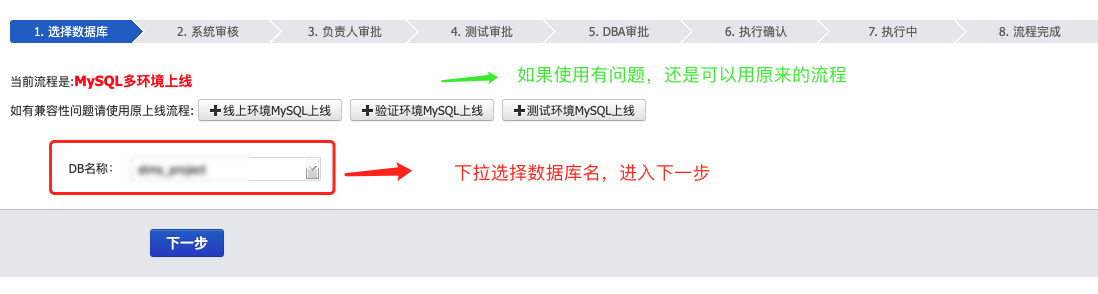 1. 选择数据库 2. 系统审核 3. 负责人审批 4. 测试审批 5. DBA审批 6. 执行确认 7. 执行中 8. 流程完成
当前流程是:MySQL多环境上线 如果使用有问题，还是可以用原来的流程
如有兼容性问题请使用原上线流程: +线上环境MySQL上线 +验证环境MySQL上线 +测试环境MySQL上线
DB名称: 下拉选择数据库名，进入下一步
下一步